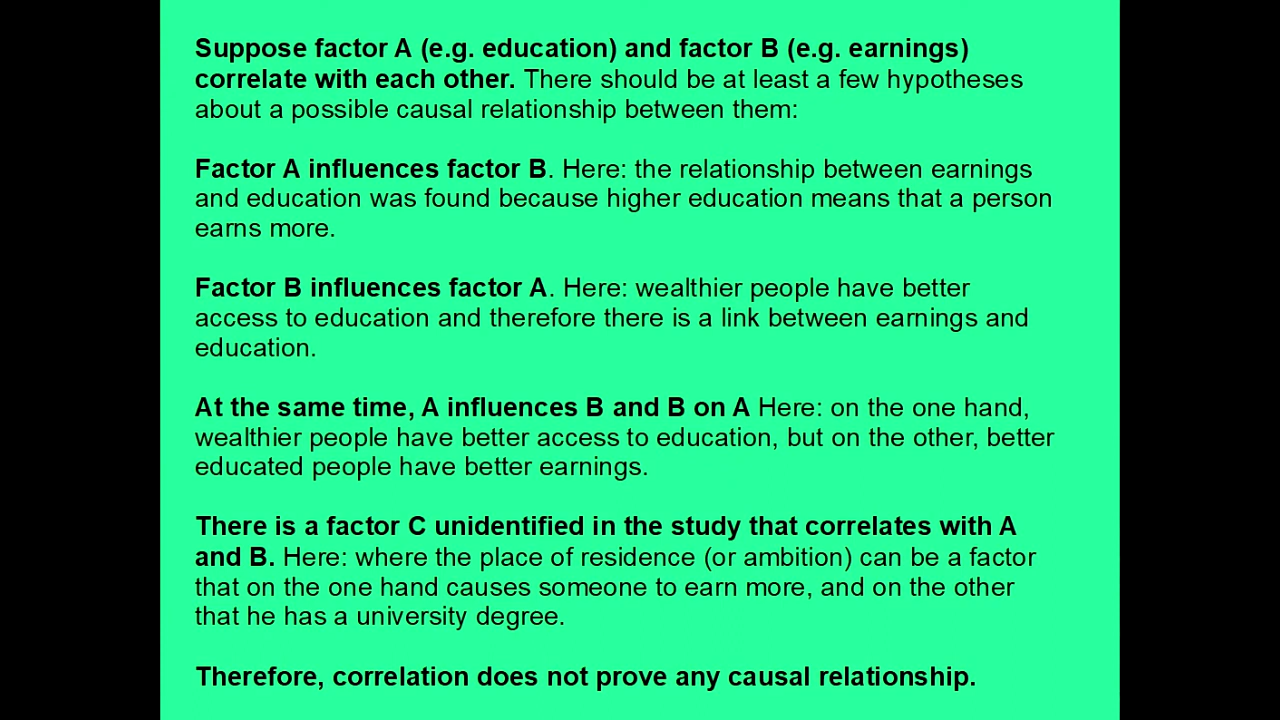 Suppose factor A (e.g. education) and factor B (e.g. earnings)
correlate with each other. There should be at least a few hypotheses
about a possible causal relationship between them:
Factor A influences factor B. Here: the relationship between earnings
and education was found because higher education means that a person
earns more.
Factor B influences factor A. Here: wealthier people have better
access to education and therefore there is a link between earnings and
education.
At the same time, A influences B and B on A Here: on the one hand,
wealthier people have better access to education, but on the other, better
educated people have better earnings.
There is a factor C unidentified in the study that correlates with A
and B. Here: where the place of residence (or ambition) can be a factor
that on the one hand causes someone to earn more, and on the other
that he has a university degree.
Therefore, correlation does not prove any causal relationship.